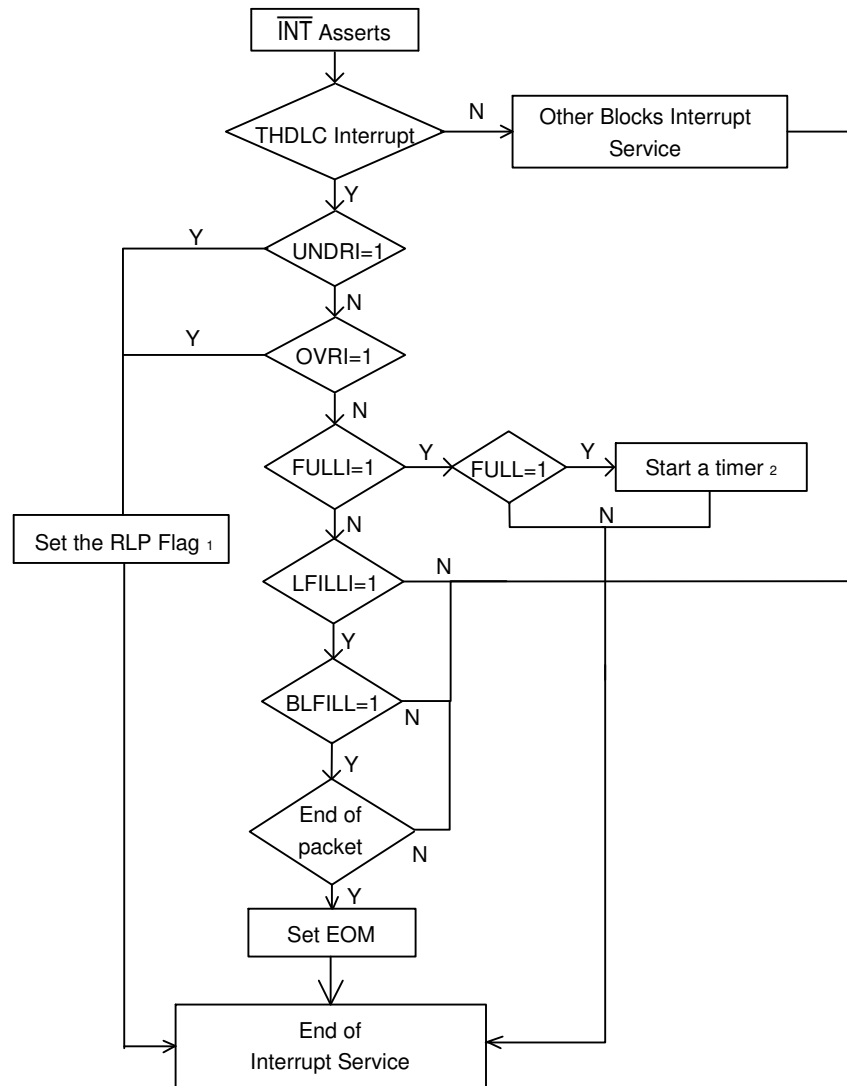 INT Asserts
THDLC Interrupt
N
Other Blocks Interrupt
Service
Y
Y
UNDRI=1
N
Y
OVRI=1
N
FULLI=1
Y
FULL=1
Y
Start a timer 2
N
N
Set the RLP Flag 1
LFILLI=1
N
Y
BLFILL=1
N
Y
End of
packet
N
Y
Set EOM
End of
Interrupt Service